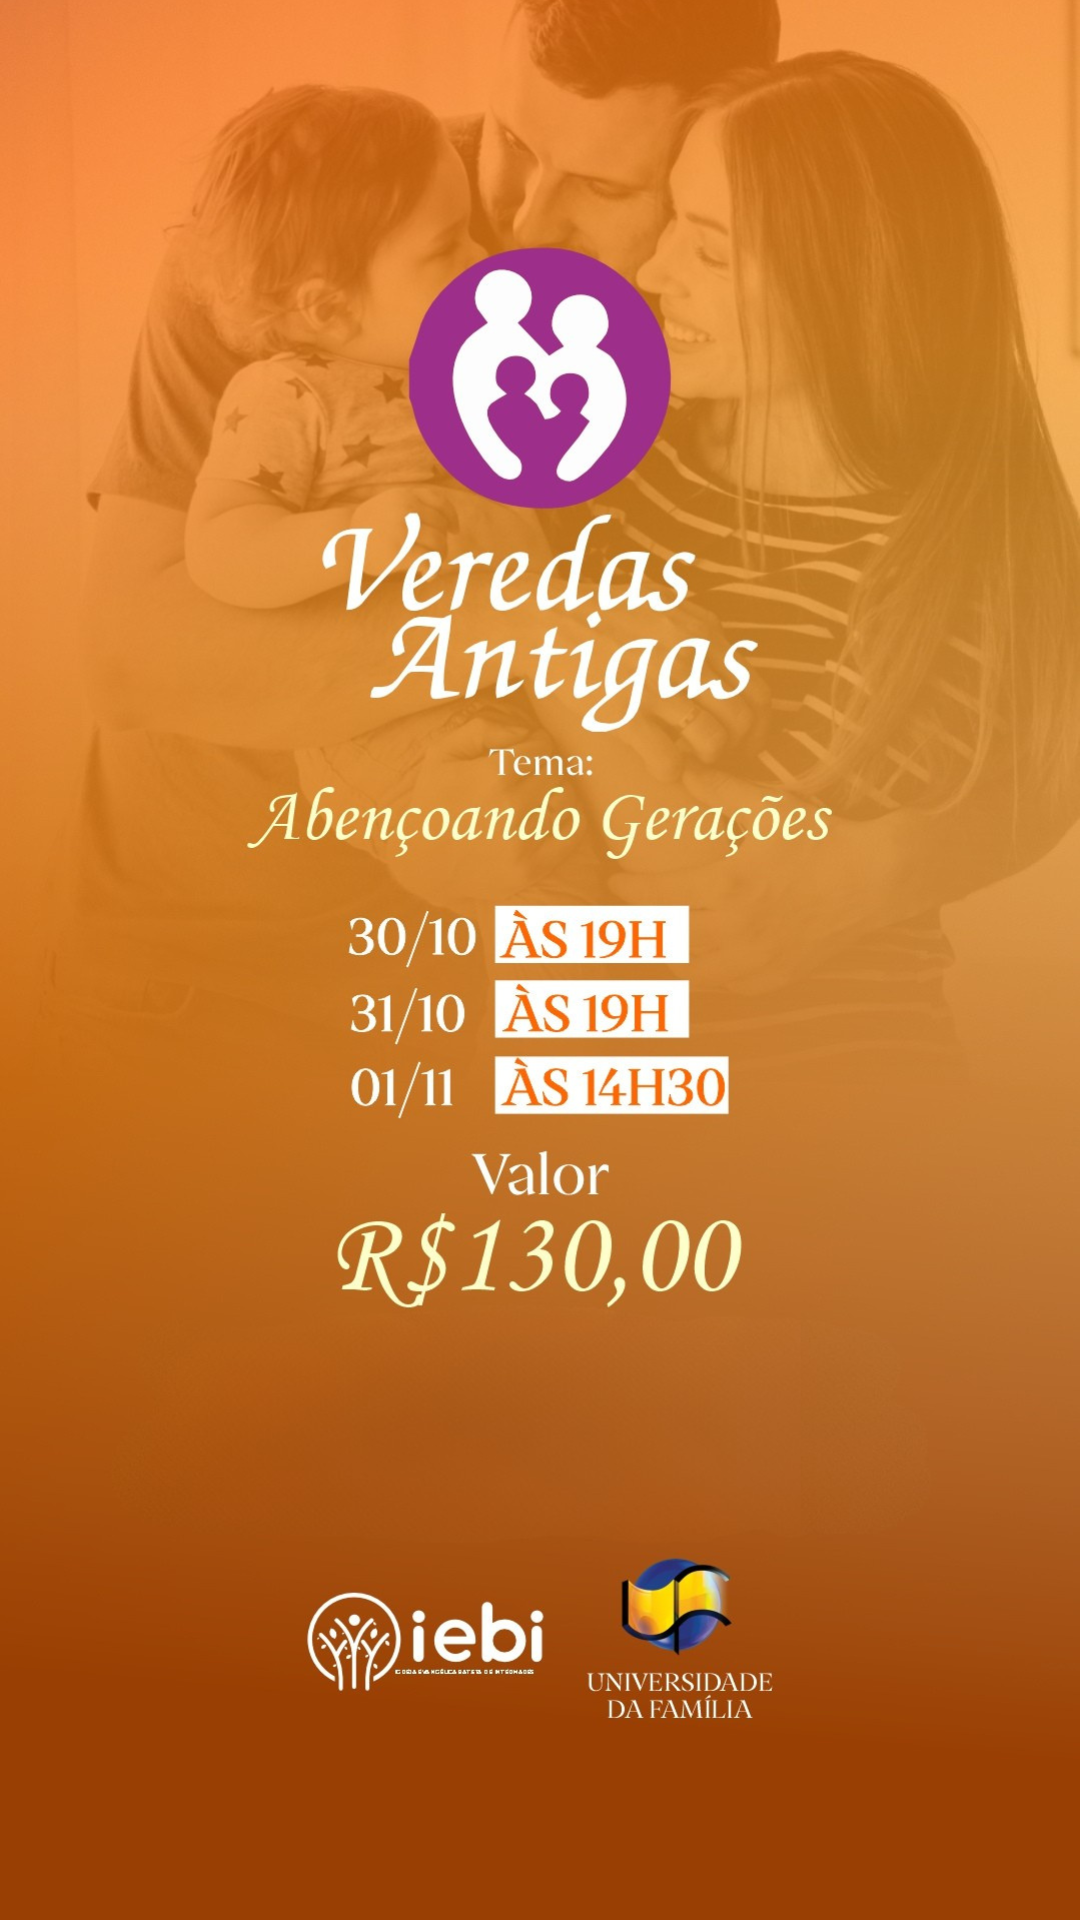 Veredas
Antigas
Tema:
Abençoando Gerações
30/10 ÀS 19H
31/10 ÀS 19H
01/11 ÀS 14H30
Valor
R$130,00
iebi
UNIVERSIDADE
DA FAMÍLIA